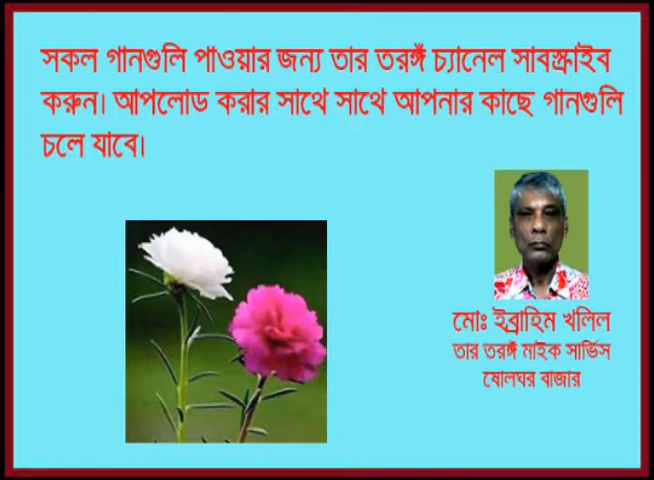 সকল গানগুলি পাওয়ার জন্য তার তরঙ্গঁ চ্যানেল সাবস্ক্রাইব
করুন। আপলোড করার সাথে সাথে আপনার কাছে গানগুলি
চলে যাবে।
মোঃ ইব্রাহিম খলিল
তার তরঙ্গঁ মাইক সার্ভিস
ষোলঘর বাজার